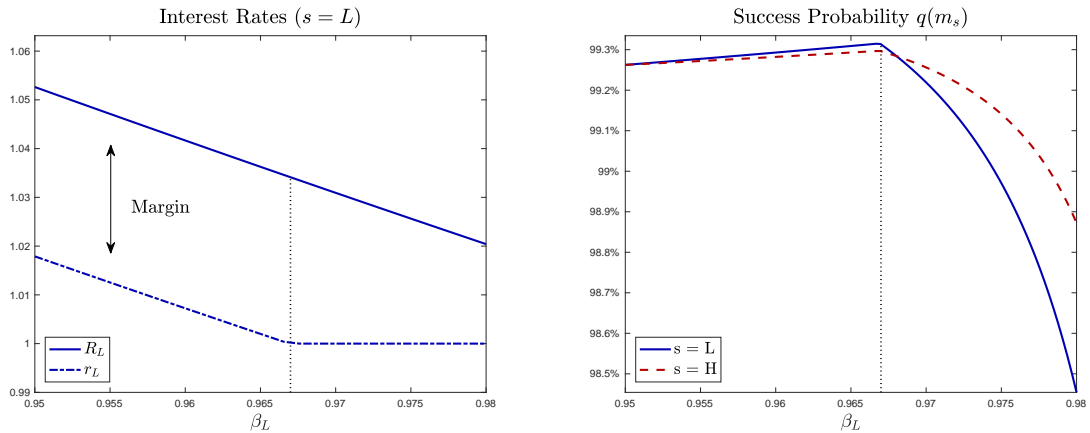 Interest Rates (s = L)
1.06
1.05
1.04
1.03
1.02
1.01
1
0.99
Margin
R_L
r_L
0.95 0.955 0.96 0.965 0.97 0.975 0.98
β_L
Success Probability q(m_s)
99.3%
99.2%
99.1%
99%
98.9%
98.8%
98.7%
98.6%
98.5%
s = L
s = H
0.95 0.955 0.96 0.965 0.97 0.975 0.98
β_L